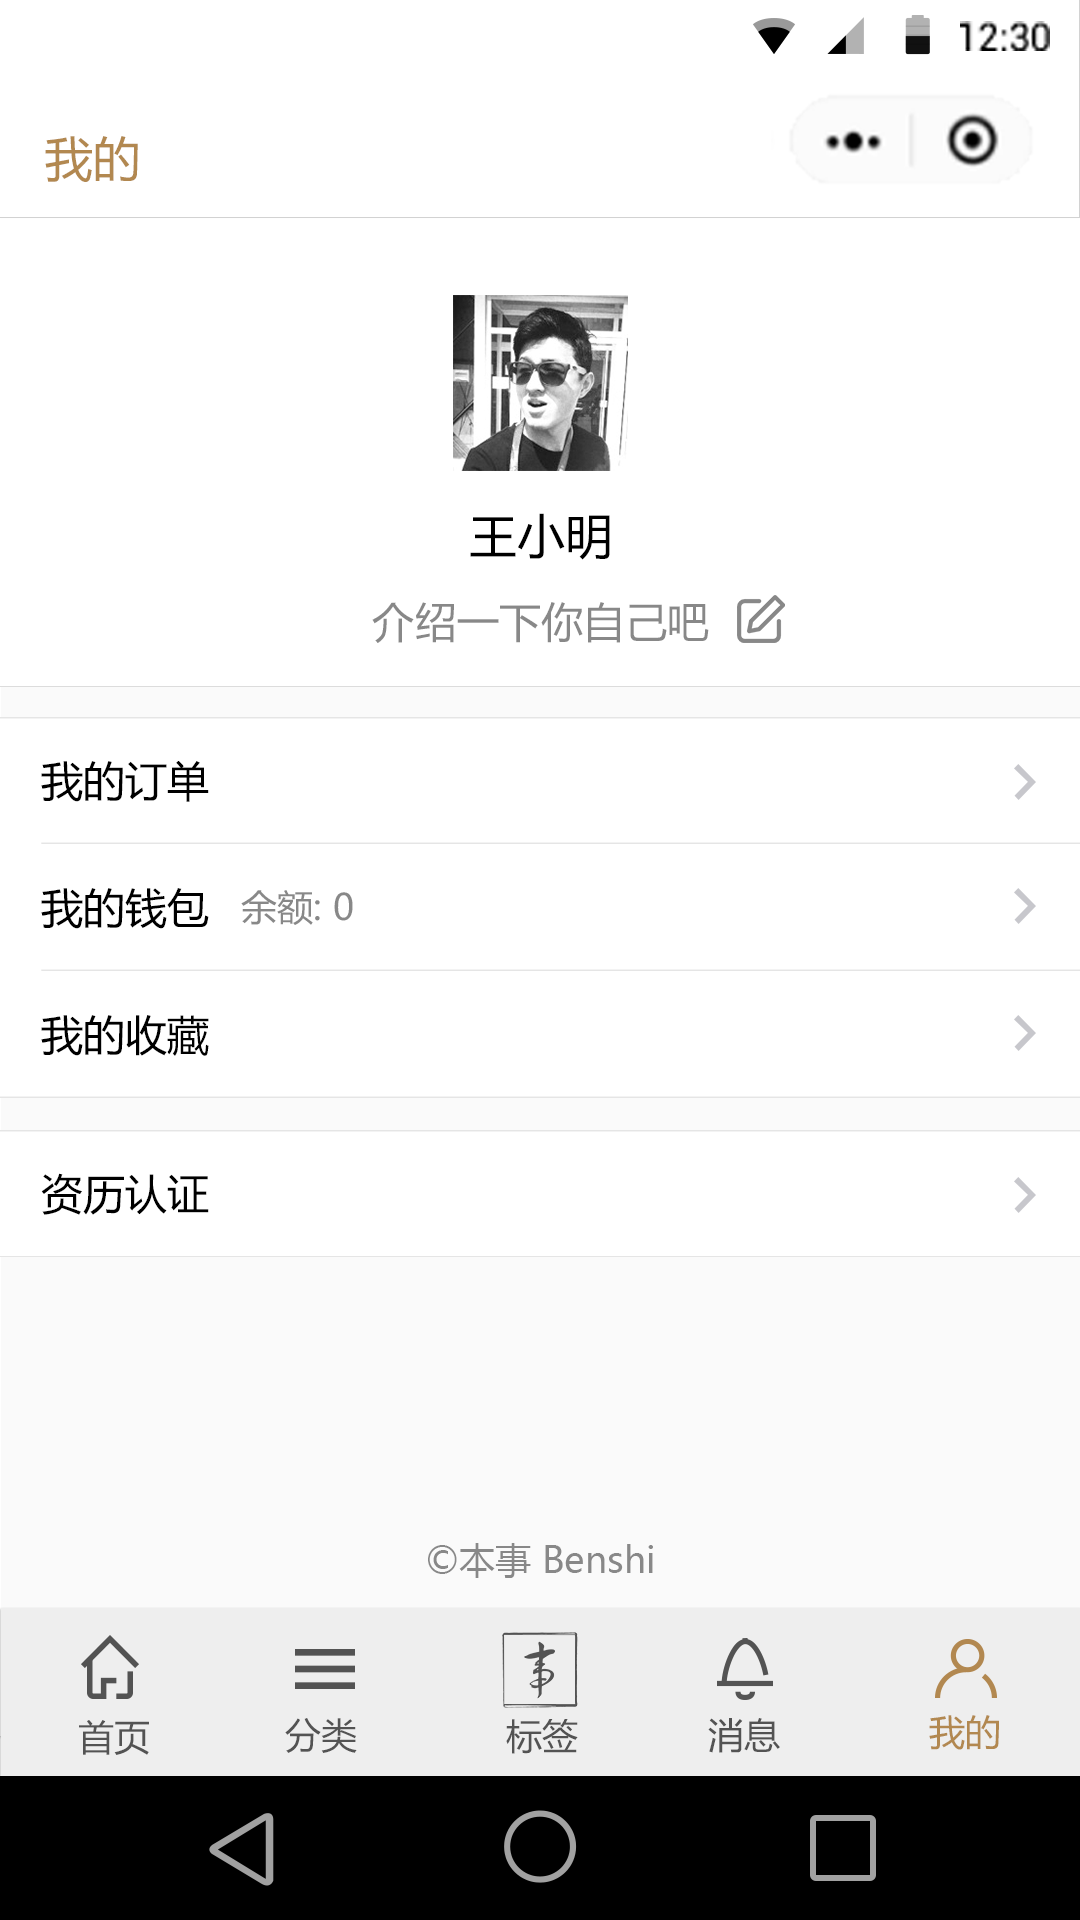 12:30
我的
王小明
介绍一下你自己吧
我的订单
我的钱包 余额: 0
我的收藏
资历认证
©本事 Benshi
事
首页 分类 标签 消息 我的